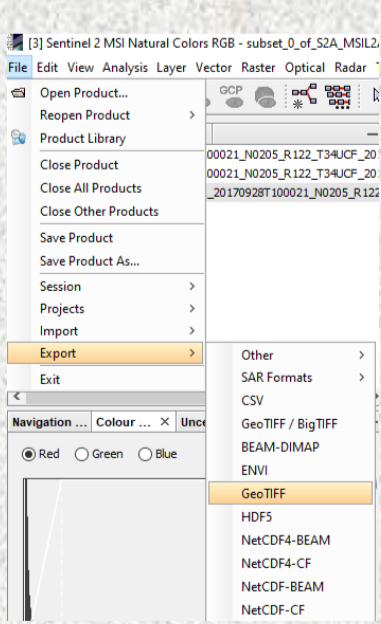 [3] Sentinel 2 MSI Natural Colors RGB - subset_0_of_S2A_MSIL2
File Edit View Analysis Layer Vector Raster Optical Radar
GCP
Open Product...
Reopen Product >
Product Library
00021_N0205_R122_T34UCF_20
Close Product
00021_N0205_R122_T34UCF_20
Close All Products
_20170928T100021_N0205_R122
Close Other Products
Save Product
Save Product As...
Session >
Projects >
Import >
Export >
Exit
Other >
SAR Formats >
CSV
GeoTIFF / BigTIFF
BEAM-DIMAP
ENVI
GeoTIFF
HDF5
NetCDF4-BEAM
NetCDF4-CF
NetCDF-BEAM
NetCDF-CF
Navigation ... Colour ... × Unce
Red Green Blue